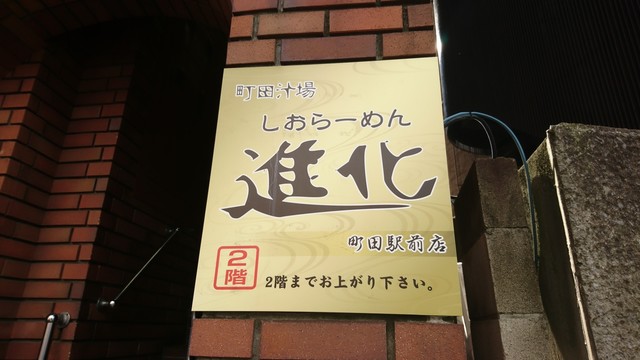 町田汁場
しおらーめん
進化
町田駅前店
2階
2階までお上がり下さい。